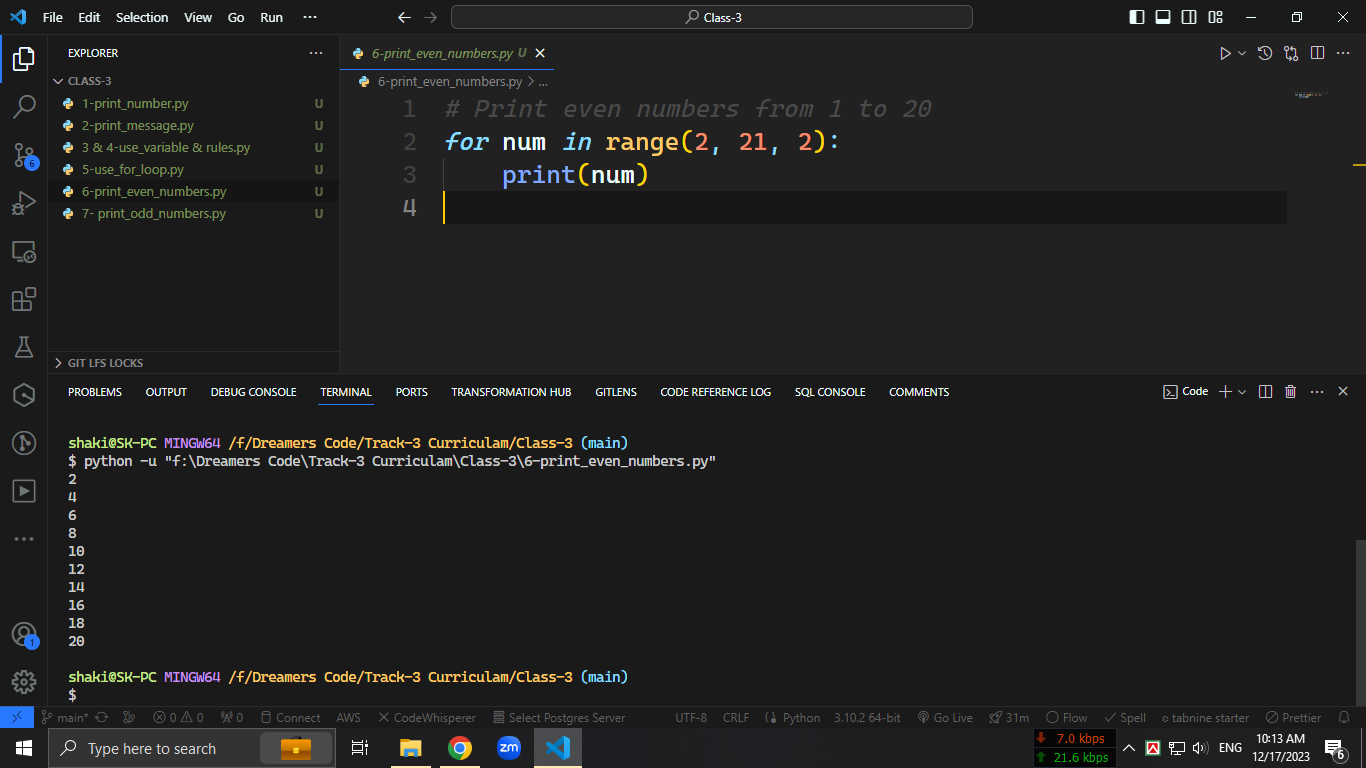 File Edit Selection View Go Run ··· Class-3
EXPLORER ···
CLASS-3
1-print_number.py U
2-print_message.py U
3 & 4-use_variable & rules.py U
5-use_for_loop.py U
6-print_even_numbers.py U
7- print_odd_numbers.py U
GIT LFS LOCKS
6
1
6-print_even_numbers.py U
6-print_even_numbers.py > ...
1 # Print even numbers from 1 to 20
2 for num in range(2, 21, 2):
3 print(num)
4
PROBLEMS OUTPUT DEBUG CONSOLE TERMINAL PORTS TRANSFORMATION HUB GITLENS CODE REFERENCE LOG SQL CONSOLE COMMENTS Code
shaki@SK-PC MINGW64 /f/Dreamers Code/Track-3 Curriculam/Class-3 (main)
$ python -u "f:\Dreamers Code\Track-3 Curriculam\Class-3\6-print_even_numbers.py"
2
4
6
8
10
12
14
16
18
20
shaki@SK-PC MINGW64 /f/Dreamers Code/Track-3 Curriculam/Class-3 (main)
$
main* 0 0 0 Connect AWS CodeWhisperer Select Postgres Server UTF-8 CRLF Python 3.10.2 64-bit Go Live 31m Flow Spell tabnine starter Prettier
Type here to search zm 7.0 kbps ENG 10:13 AM
21.6 kbps 12/17/2023 6